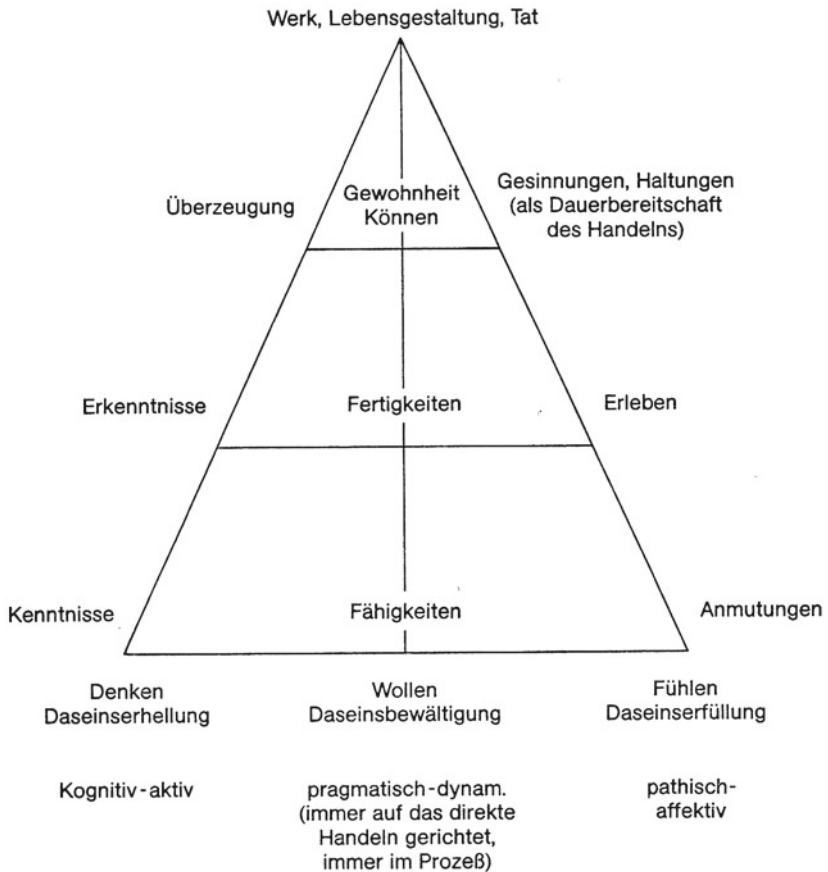 Werk, Lebensgestaltung, Tat
Überzeugung
Gewohnheit
Können
Gesinnungen, Haltungen
(als Dauerbereitschaft
des Handelns)
Erkenntnisse
Fertigkeiten
Erleben
Kenntnisse
Fähigkeiten
Anmutungen
Denken
Daseinserhellung
Wollen
Daseinsbewältigung
Fühlen
Daseinserfüllung
Kognitiv-aktiv
pragmatisch-dynam.
(immer auf das direkte
Handeln gerichtet,
immer im Prozeß)
pathisch-
affektiv